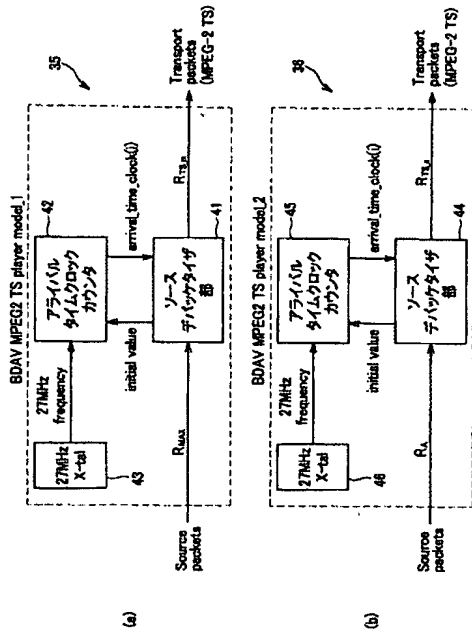 (a)
BDAV MPEG2 TS player model_1
35
27MHz
X-tal
43
27MHz
frequency
アライバル
タイムクロック
カウンタ
42
initial value
arrival_time_clock(i)
Source
packets
RMAX
ソース
デパケッタイザ
部
41
RTS_n
Transport
packets
(MPEG-2 TS)
(b)
BDAV MPEG2 TS player model_2
36
27MHz
X-tal
46
27MHz
frequency
アライバル
タイムクロック
カウンタ
45
initial value
arrival_time_clock(i)
Source
packets
RA
ソース
デパケッタイザ
部
44
RTS_n
Transport
packets
(MPEG-2 TS)